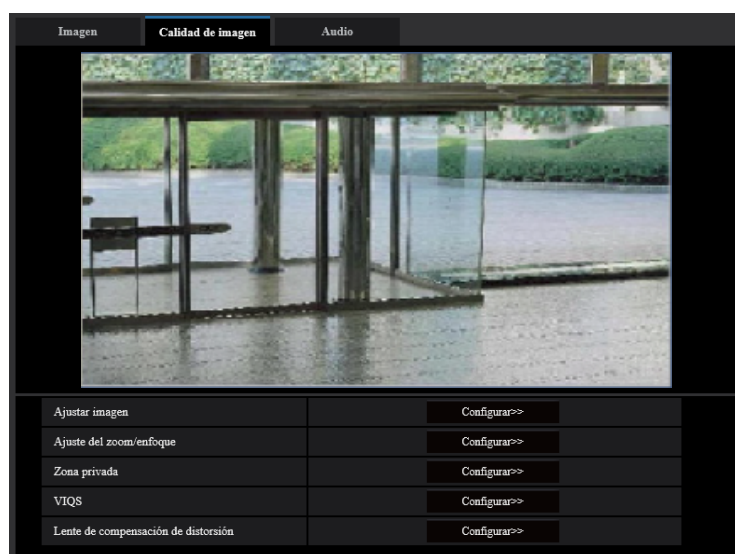 Imagen Calidad de imagen Audio
Ajustar imagen Configurar>>
Ajuste del zoom/enfoque Configurar>>
Zona privada Configurar>>
VIQS Configurar>>
Lente de compensación de distorsión Configurar>>